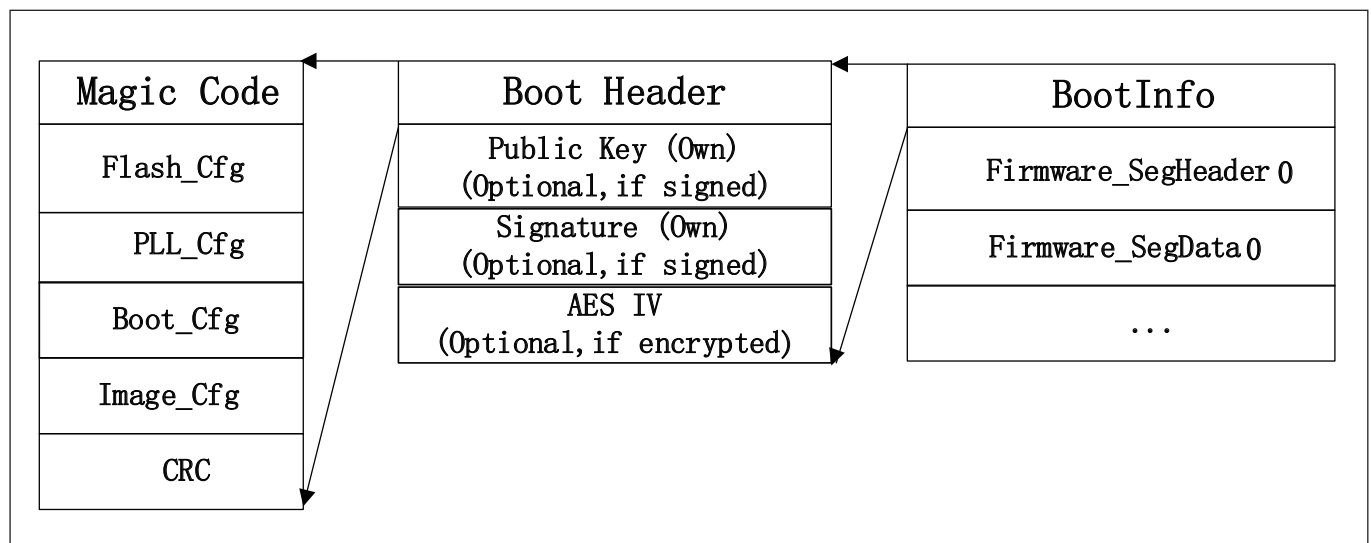 Magic Code
Flash_Cfg
PLL_Cfg
Boot_Cfg
Image_Cfg
CRC
Boot Header
Public Key (Own)
(Optional,if signed)
Signature (Own)
(Optional,if signed)
AES IV
(Optional,if encrypted)
BootInfo
Firmware_SegHeader 0
Firmware_SegData 0
...